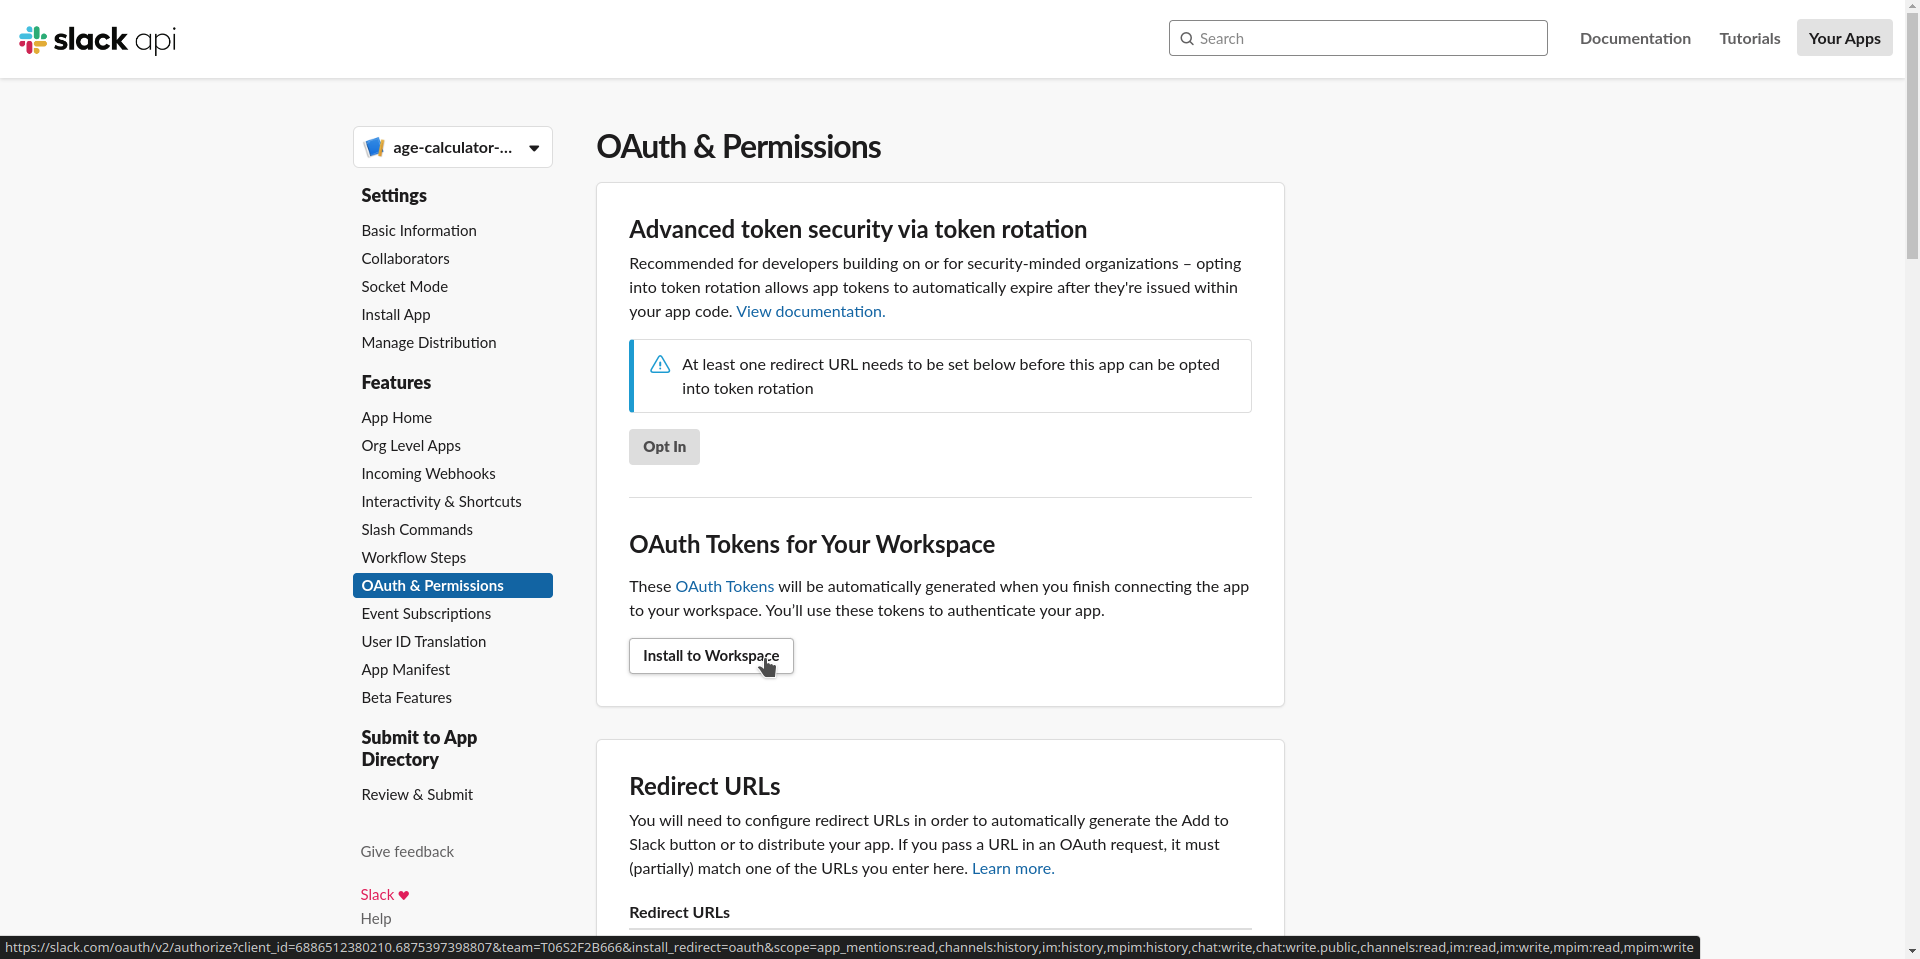 slack api
Search
Documentation
Tutorials
Your Apps
age-calculator-...
Settings
Basic Information
Collaborators
Socket Mode
Install App
Manage Distribution
Features
App Home
Org Level Apps
Incoming Webhooks
Interactivity & Shortcuts
Slash Commands
Workflow Steps
OAuth & Permissions
Event Subscriptions
User ID Translation
App Manifest
Beta Features
Submit to App
Directory
Review & Submit
Give feedback
Slack
Help
OAuth & Permissions
Advanced token security via token rotation
Recommended for developers building on or for security-minded organizations – opting
into token rotation allows app tokens to automatically expire after they're issued within
your app code. View documentation.
At least one redirect URL needs to be set below before this app can be opted
into token rotation
Opt In
OAuth Tokens for Your Workspace
These OAuth Tokens will be automatically generated when you finish connecting the app
to your workspace. You’ll use these tokens to authenticate your app.
Install to Workspace
Redirect URLs
You will need to configure redirect URLs in order to automatically generate the Add to
Slack button or to distribute your app. If you pass a URL in an OAuth request, it must
(partially) match one of the URLs you enter here. Learn more.
Redirect URLs
https://slack.com/oauth/v2/authorize?client_id=6886512380210.6875397398807&team=T06S2F2B666&install_redirect=oauth&scope=app_mentions:read,channels:history,im:history,mpim:history,chat:write,chat:write.public,channels:read,im:read,im:write,mpim:read,mpim:write